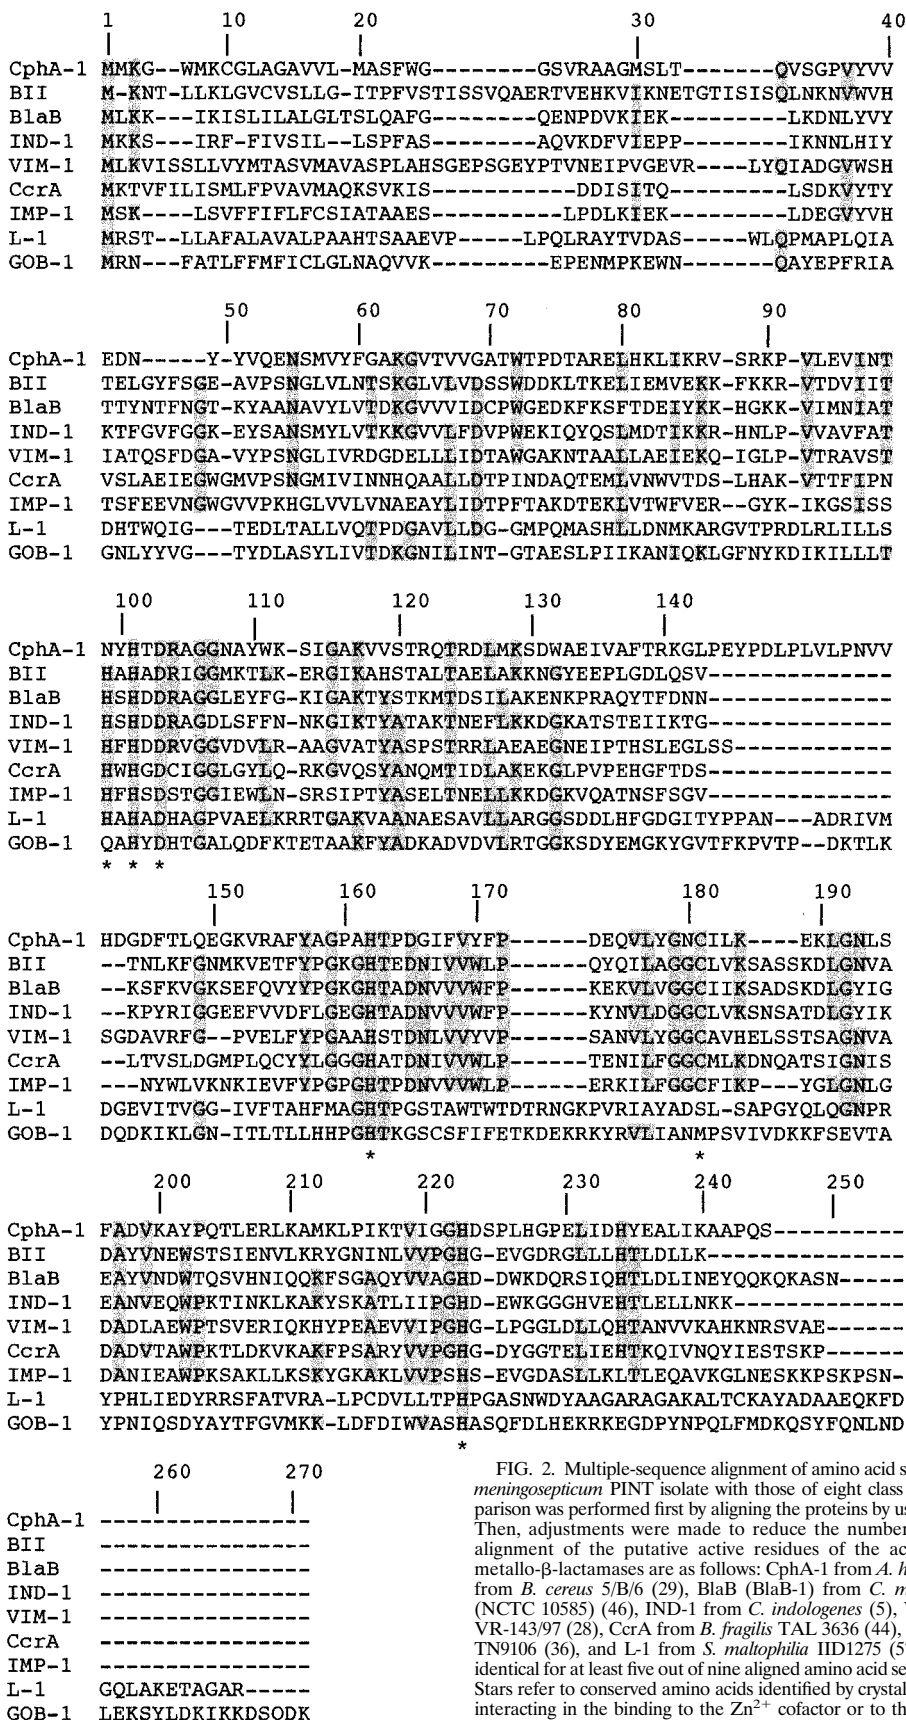 1 10 20 30 40
CphA-1 MMKG--WMKCGLAGAVVL-MASFWG--------GSVRAAGMSLT-------QVSGPVYVV
BII M-KNT-LLKLGVCVSLLG-ITPFVSTISSVQAERTVEHKVIKNETGTISISQLNKNVWVH
BlaB MLKK---IKISLILALGLTSLQAFG--------QENPDVKIEK--------LKDNLYVY
IND-1 MKKS---IRF-FIVSIL--LSPFAS--------AQVKDFVIEPP-------IKNNLHIY
VIM-1 MLKVISSLLVYMTASVMAVASPLAHSGEPSGEYPTVNEIPVGEVR----LYQIADGVWSH
CcrA MKTVFILISMLFPVAVMAQKSVKIS----------DDISITQ---------LSDKVYTY
IMP-1 MSK----LSVFFIFLFCSIATAAES---------LPDLKIEK---------LDEGVYVH
L-1 MRST--LLAFALAVALPAAHTSAAEVP-----LPQLRAYTVDAS-----WLQPMAPLQIA
GOB-1 MRN---FATLFFMFICLGLNAQVVK---------EPENMPKEWN-------QAYEPFRIA
50 60 70 80 90
CphA-1 EDN-----Y-YVQENSMVYFGAKGVTVVGATWTPDTARELHKLIKRV-SRKP-VLEVINT
BII TELGYFSGE-AVPSNGLVLNTSKGLVLVDSSWDDKLTKELIEMVEKK-FKKR-VTDVIIT
BlaB TTYNTFNGT-KYAANAVYLVTDKGVVVIDCPWGEDKFKSFTDEIYKK-HGKK-VIMNIAT
IND-1 KTFGVFGGK-EYSANSMYLVTKKGVVLFDVPWEKIQYQSLMDTIKKR-HNLP-VVAVFAT
VIM-1 IATQSFDGA-VYPSNGLIVRDGDELLLIDTAWGAKNTAALLAEIEKQ-IGLP-VTRAVST
CcrA VSLAEIEGWGMVPSNGMIVINNHQAALLDTPINDAQTEMLVNWVTDS-LHAK-VTTFIPN
IMP-1 TSFEEVNGWGVVPKHGLVVLVNAEAYLIDTPFTAKDTEKLVTWFVER--GYK-IKGSISS
L-1 DHTWQIG---TEDLTALLVQTPDGAVLLDG-GMPQMASHLLDNMKARGVTPRDLRLILLS
GOB-1 GNLYYVG---TYDLASYLIVTDKGNILINT-GTAESLPIIKANIQKLGFNYKDIKILLLT
100 110 120 130 140
CphA-1 NYHTDRAGGNAYWK-SIGAKVVSTRQTRDLMKSDWAEIVAFTRKGLPEYPDLPLVLPNVV
BII HAHADRIGGMKTLK-ERGIKAHSTALTAELAKKNGYEEPLGDLQSV--------------
BlaB HSHDDRAGGLEYFG-KIGAKTYSTKMTDSILAKENKPRAQYTFDNN--------------
IND-1 HSHDDRAGDLSFFN-NKGIKTYATAKTNEFLKKDGKATSTEIIKTG--------------
VIM-1 HFHDDRVGGVDVLR-AAGVATYASPSTRRLAEAEGNEIPTHSLEGLSS------------
CcrA HWHGDCIGGLGYLQ-RKGVQSYANQMTIDLAKEKGLPVPEHGFTDS--------------
IMP-1 HFHSDSTGGIEWLN-SRSIPTYASELTNELLKKDGKVQATNSFSGV--------------
L-1 HAHADHAGPVAELKRRTGAKVAANAESAVLLARGGSDDLHFGDGITYPPAN---ADRIVM
GOB-1 QAHYDHTGALQDFKTETAAKFYADKADVDVLRTGGKSDYEMGKYGVTFKPVTP--DKTLK
* * *
150 160 170 180 190
CphA-1 HDGDFTLQEGKVRAFYAGPAHTPDGIFVYFP------DEQVLYGNCILK----EKLGNLS
BII --TNLKFGNMKVETFYPGKGHTEDNIVVWLP------QYQILAGGCLVKSASSKDLGNVA
BlaB --KSFKVGKSEFQVYYPGKGHTADNVVVWFP------KEKVLVGGCIIKSADSKDLGYIG
IND-1 --KPYRIGGEEFVVDFLGEGHTADNVVVWFP------KYNVLDGGCLVKSNSATDLGYIK
VIM-1 SGDAVRFG--PVELFYPGAAHSTDNLVVYVP------SANVLYGGCAVHELSSTSAGNVA
CcrA --LTVSLDGMPLQCYYLGGGHATDNIVVWLP------TENILFGGCMLKDNQATSIGNIS
IMP-1 ---NYWLVKNKIEVFYPGPGHTPDNVVVWLP------ERKILFGGCFIKP---YGLGNLG
L-1 DGEVITVGG-IVFTAHFMAGHTPGSTAWTWTDTRNGKPVRIAYADSL-SAPGYQLQGNPR
GOB-1 DQDKIKLGN-ITLTLLHHPGHTKGSCSFIFETKDEKRKYRVLIANMPSVIVDKKFSEVTA
* *
200 210 220 230 240 250
CphA-1 FADVKAYPQTLERLKAMKLPIKTVIGGHDSPLHGPELIDHYEALIKAAPQS---------
BII DAYVNEWSTSIENVLKRYGNINLVVPGHG-EVGDRGLLLHTLDLLK--------------
BlaB EAYVNDWTQSVHNIQQKFSGAQYVVAGHD-DWKDQRSIQHTLDLINEYQQKQKASN-----
IND-1 EANVEQWPKTINKLKAKYSKATLIIPGHD-EWKGGGHVEHTLELLNKK------------
VIM-1 DADLAEWPTSVERIQKHYPEAEVVIPGHG-LPGGLDLLQHTANVVKAHKNRSVAE------
CcrA DADVTAWPKTLDKVKAKFPSARYVVPGHG-DYGGTELIEHTKQIVNQYIESTSKP------
IMP-1 DANIEAWPKSAKLLKSKYGKAKLVVPSHS-EVGDASLLKLTLEQAVKGLNESKKPSKPSN-
L-1 YPHLIEDYRRSFATVRA-LPCDVLLTPHPGASNWDYAAGARAGAKALTCKAYADAAEQKFD
GOB-1 YPNIQSDYAYTFGVMKK-LDFDIWVASHASQFDLHEKRKEGDPYNPQLFMDKQSYFQNLND
*
260 270
CphA-1 ----------------
BII ----------------
BlaB ----------------
IND-1 ----------------
VIM-1 ----------------
CcrA ----------------
IMP-1 ----------------
L-1 GQLAKETAGAR-----
GOB-1 LEKSYLDKIKKDSQDK
FIG. 2. Multiple-sequence alignment of amino acid s
meningosepticum PINT isolate with those of eight class
parison was performed first by aligning the proteins by us
Then, adjustments were made to reduce the number
alignment of the putative active residues of the ac
metallo-β-lactamases are as follows: CphA-1 from A. h
from B. cereus 5/B/6 (29), BlaB (BlaB-1) from C. m
(NCTC 10585) (46), IND-1 from C. indologenes (5), V
VR-143/97 (28), CcrA from B. fragilis TAL 3636 (44),
TN9106 (36), and L-1 from S. maltophilia IID1275 (5
identical for at least five out of nine aligned amino acid se
Stars refer to conserved amino acids identified by crystal
interacting in the binding to the Zn2+ cofactor or to th